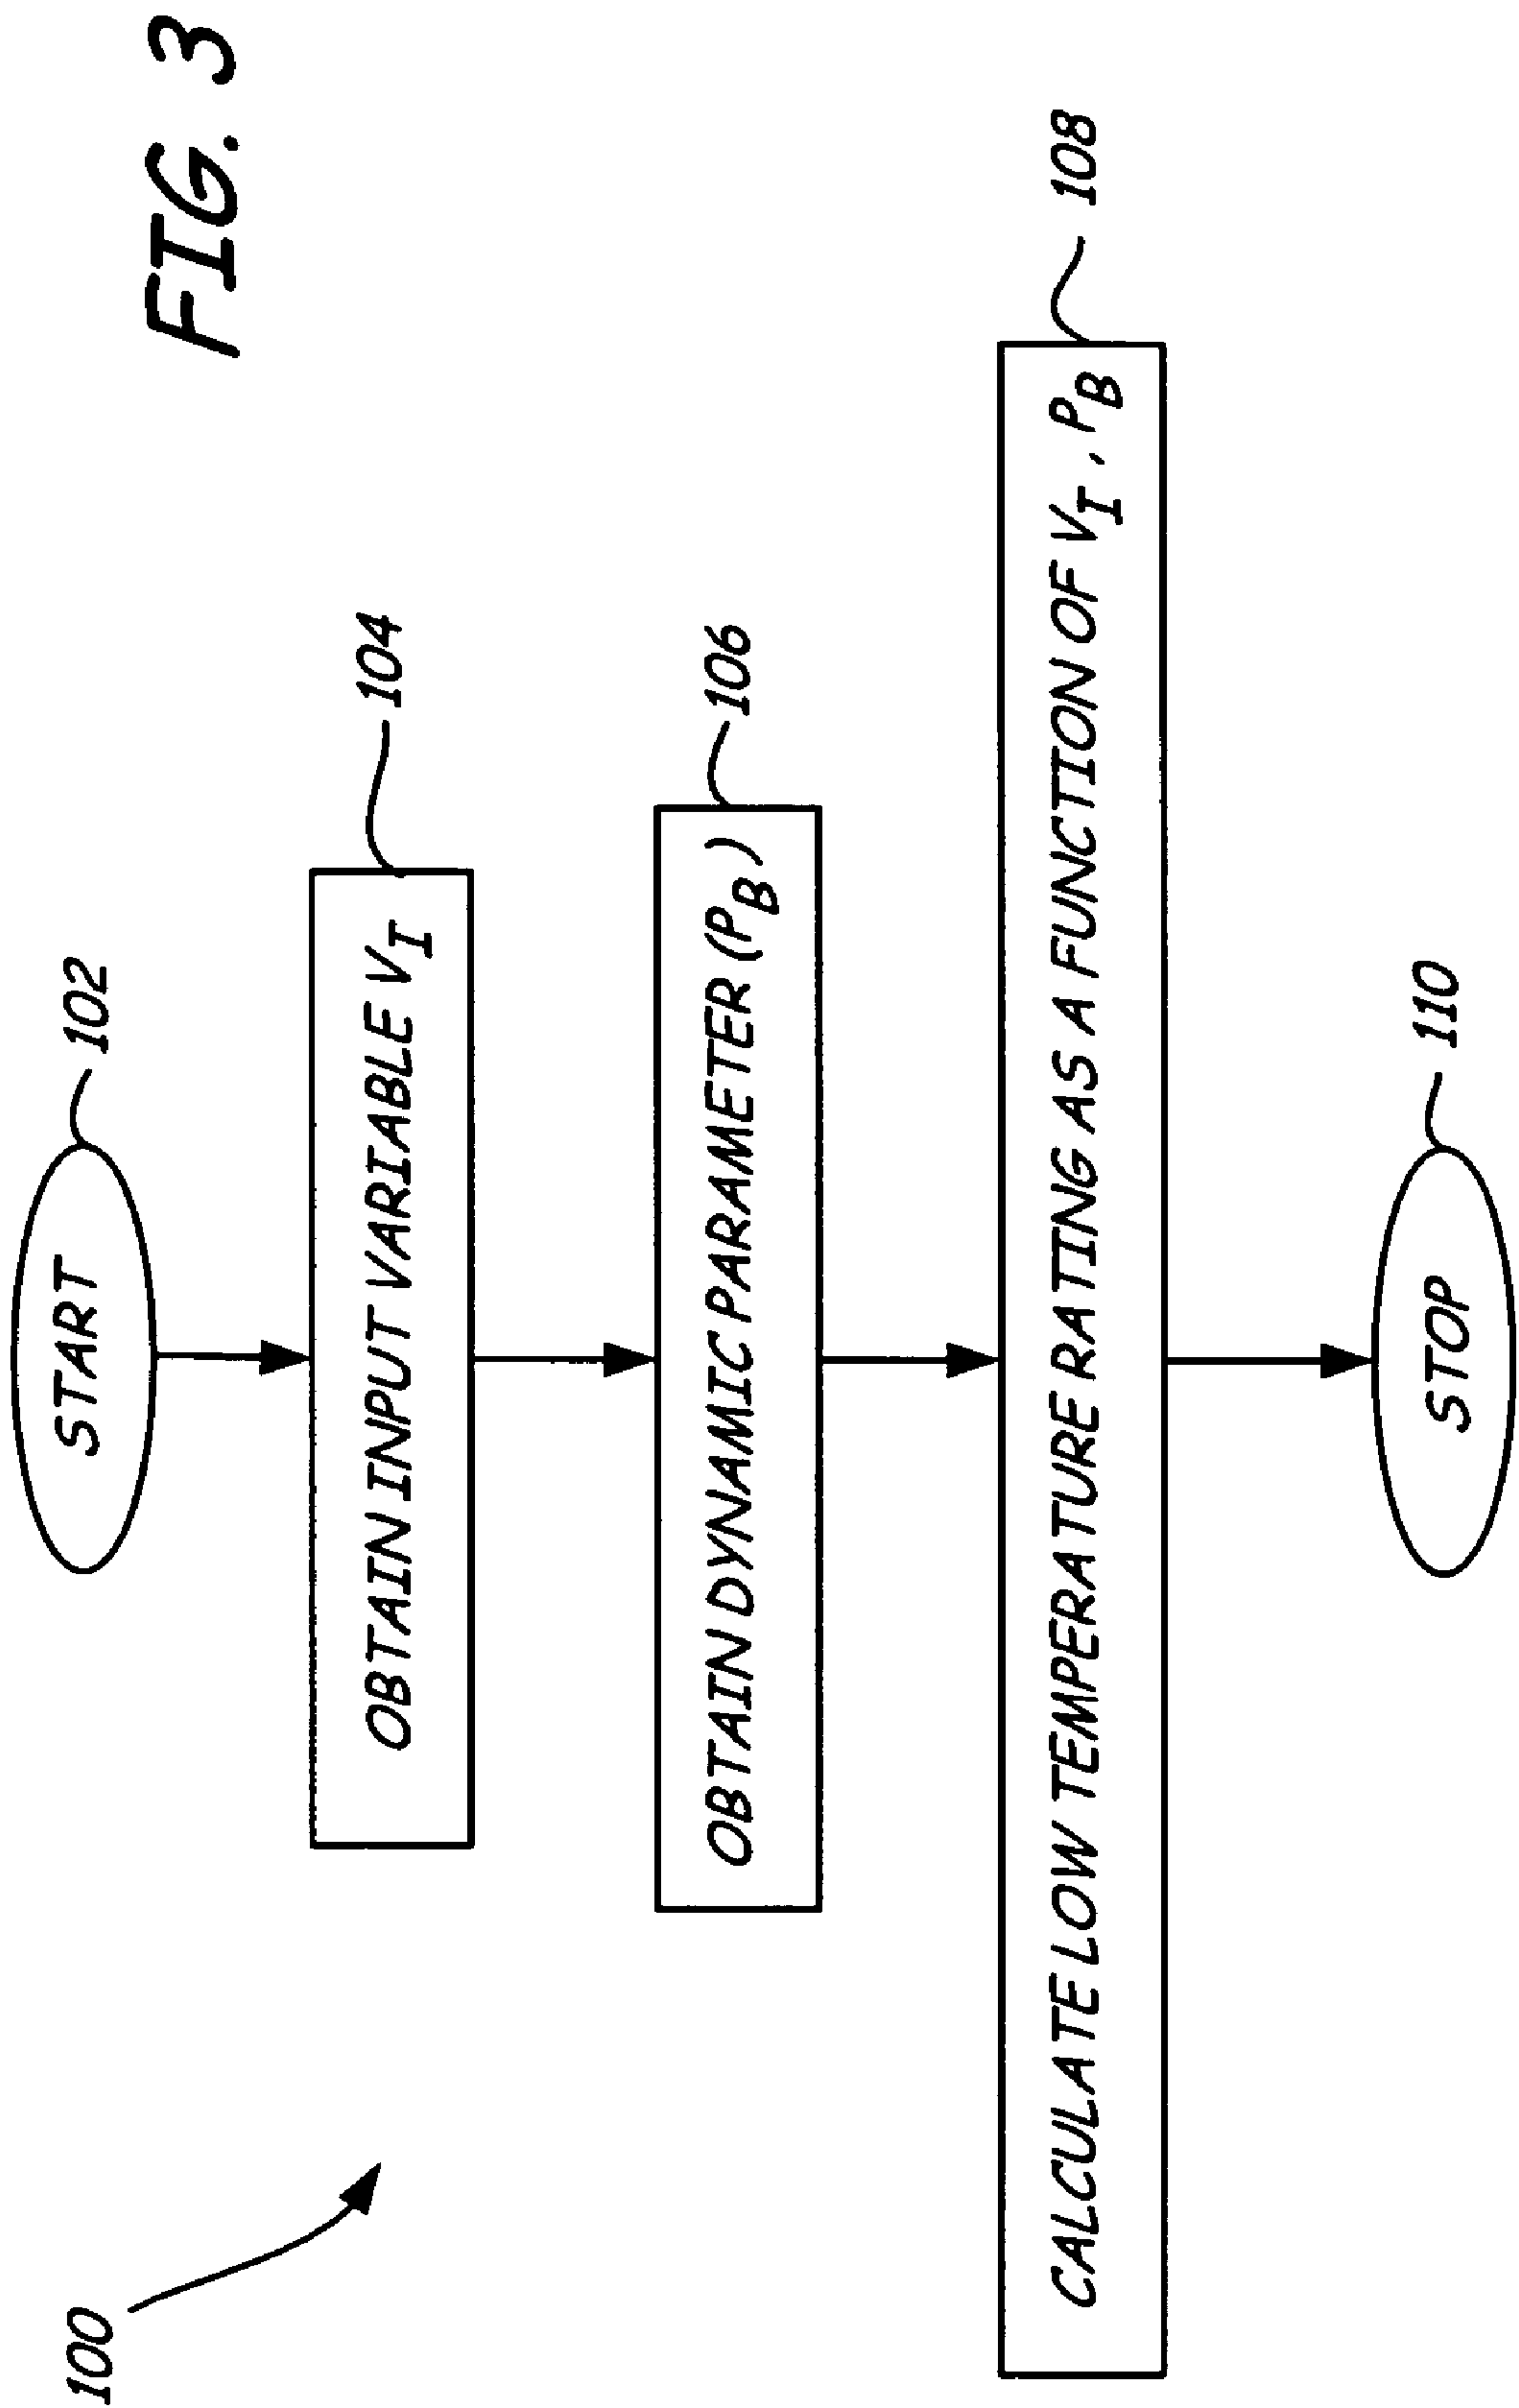 FIG. 3
100
START
102
OBTAIN INPUT VARIABLE V_I
104
OBTAIN DYNAMIC PARAMETER (P_B)
106
CALCULATE LOW TEMPERATURE RATING AS A FUNCTION OF V_I, P_B
108
STOP
110